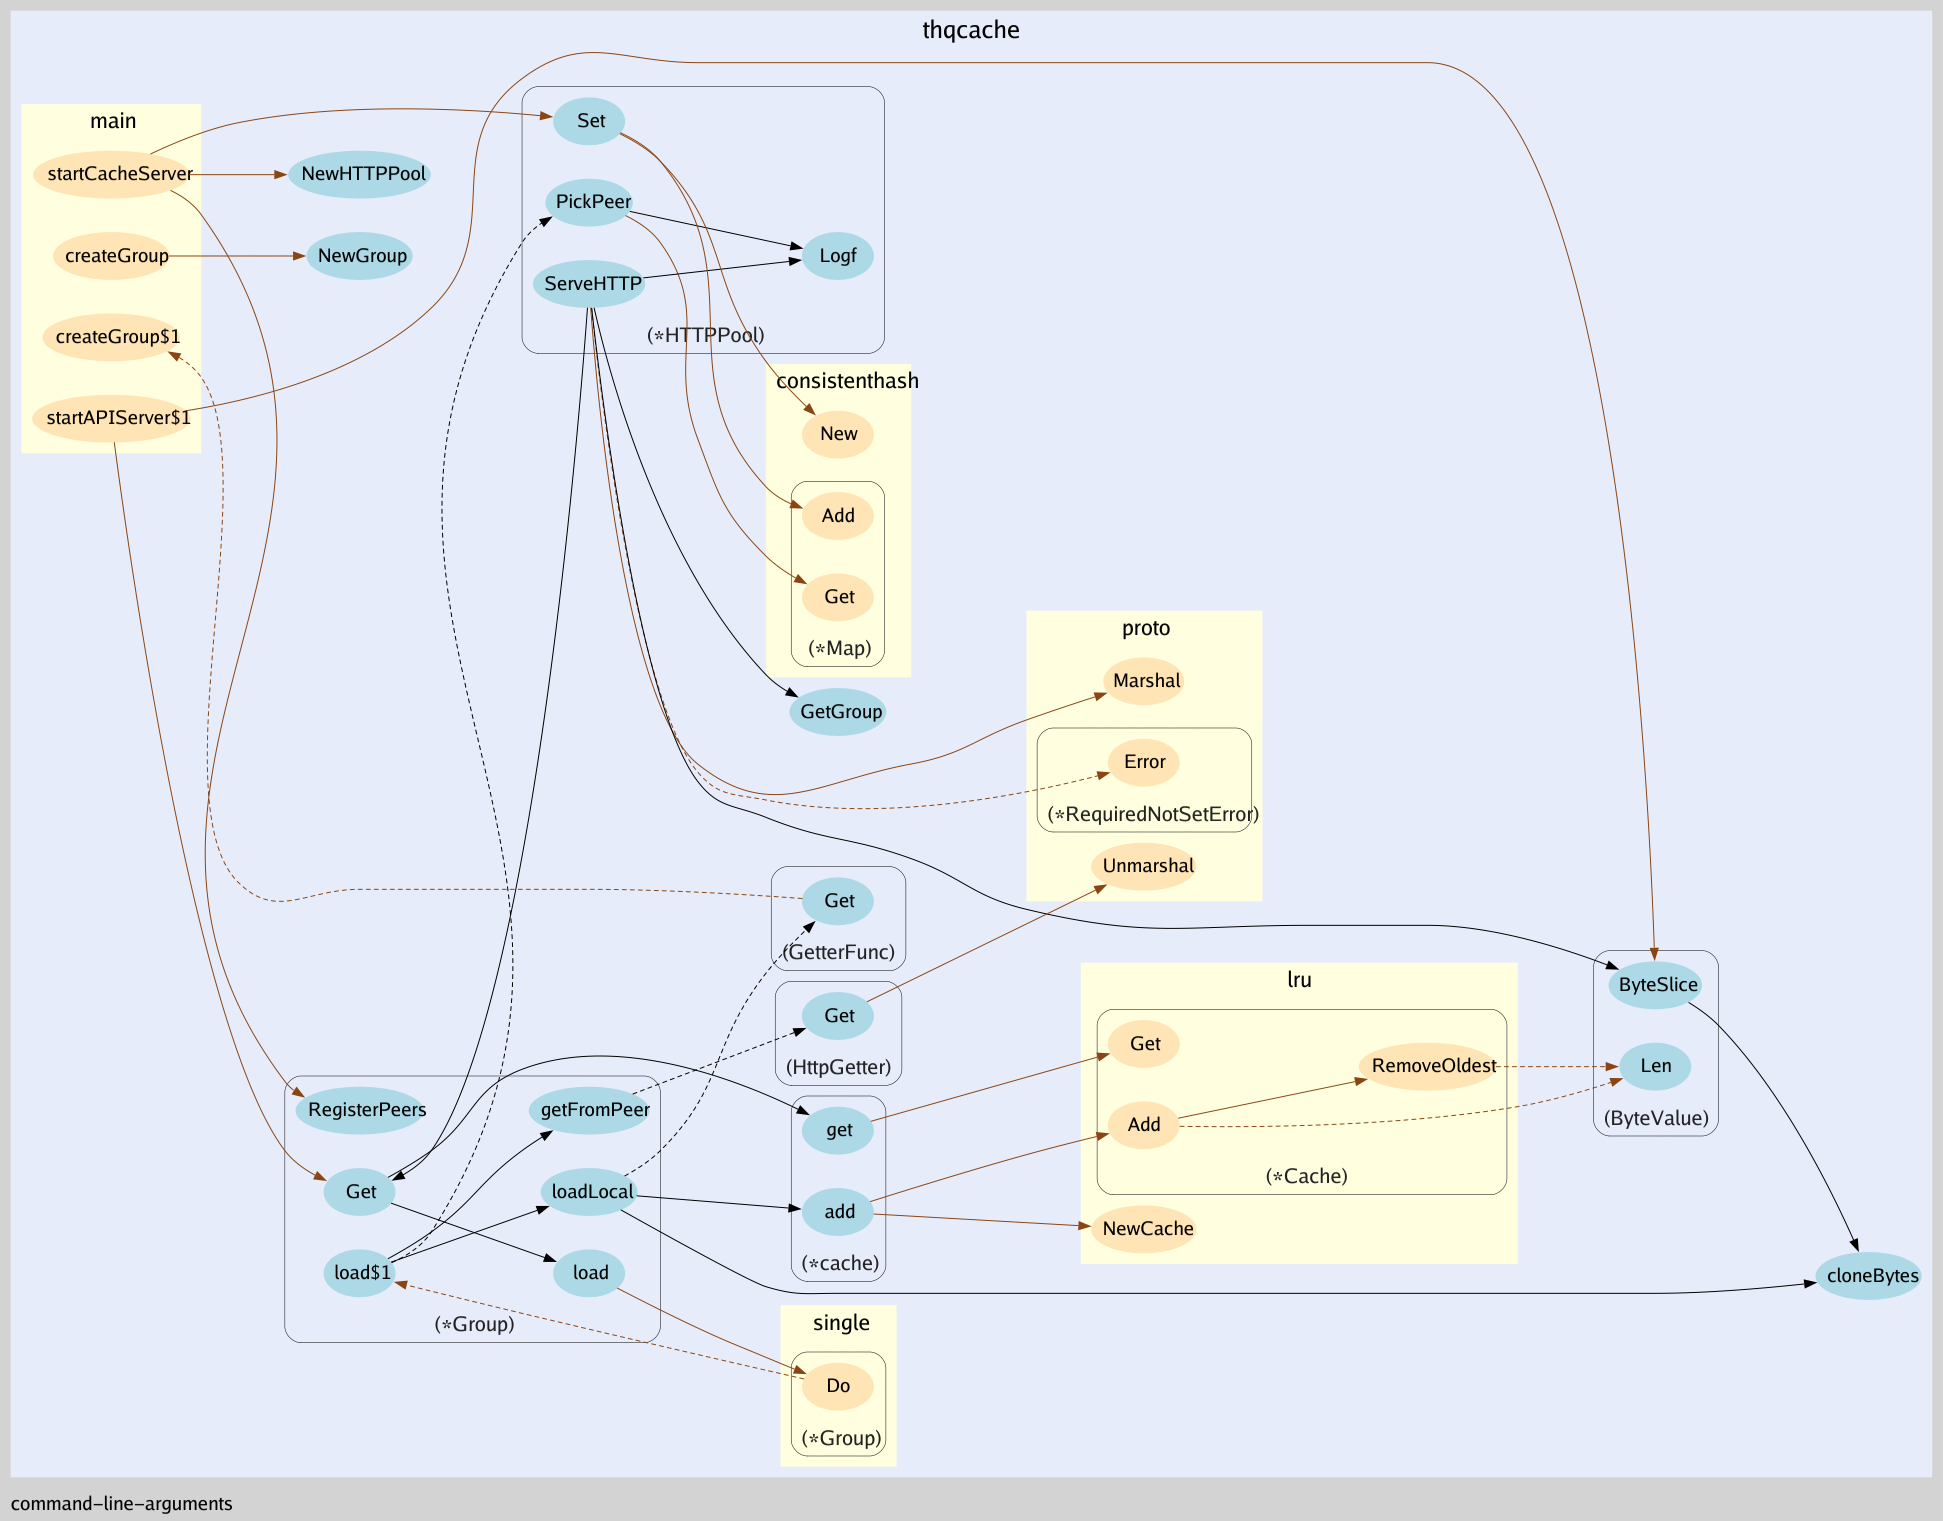 thqcache
main
startCacheServer
createGroup
createGroup$1
startAPIServer$1
NewHTTPPool
NewGroup
Set
PickPeer
ServeHTTP
Logf
(*HTTPPool)
consistenthash
New
Add
Get
(*Map)
GetGroup
proto
Marshal
Error
(*RequiredNotSetError)
Unmarshal
Get
(GetterFunc)
Get
(HttpGetter)
RegisterPeers
getFromPeer
Get
loadLocal
load$1
load
(*Group)
get
add
(*cache)
single
Do
(*Group)
lru
Get
RemoveOldest
Add
(*Cache)
NewCache
ByteSlice
Len
(ByteValue)
cloneBytes
command-line-arguments